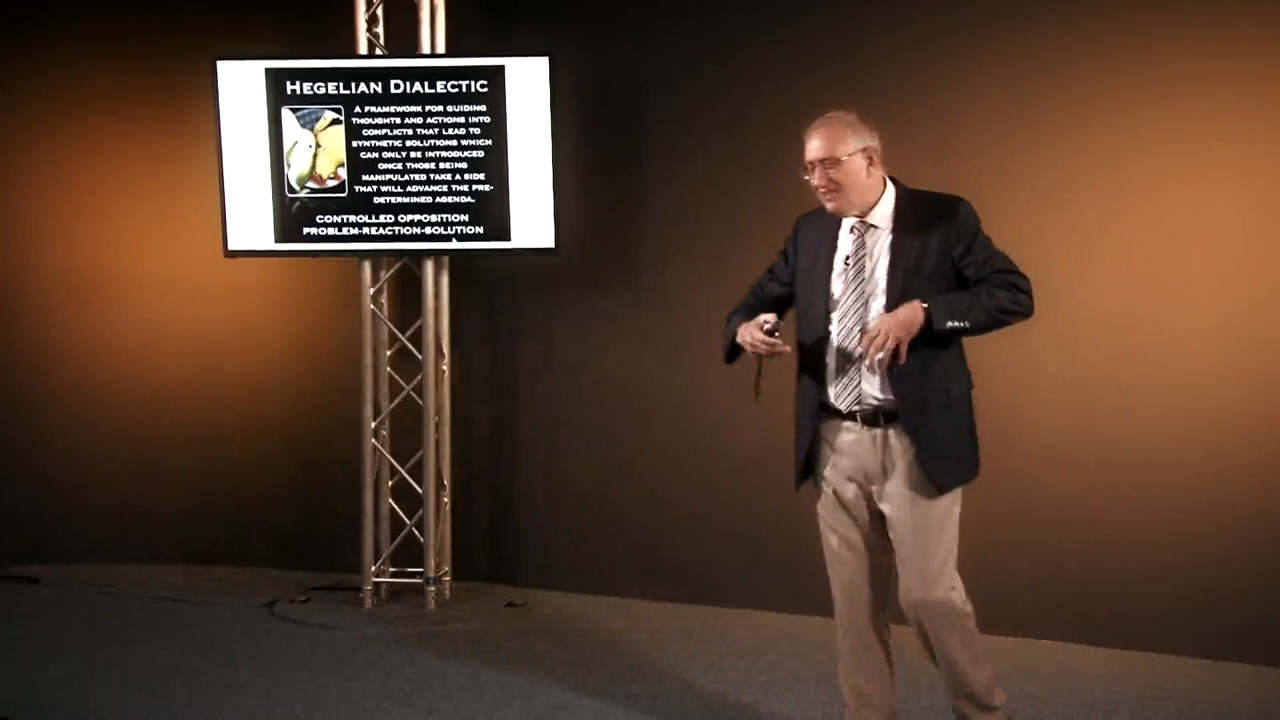 HEGELIAN DIALECTIC
A FRAMEWORK FOR GUIDING
THOUGHTS AND ACTIONS INTO
CONFLICTS THAT LEAD TO
SYNTHETIC SOLUTIONS WHICH
CAN ONLY BE INTRODUCED
ONCE THOSE BEING
MANIPULATED TAKE A SIDE
THAT WILL ADVANCE THE PRE-
DETERMINED AGENDA.
CONTROLLED OPPOSITION
PROBLEM-REACTION-SOLUTION